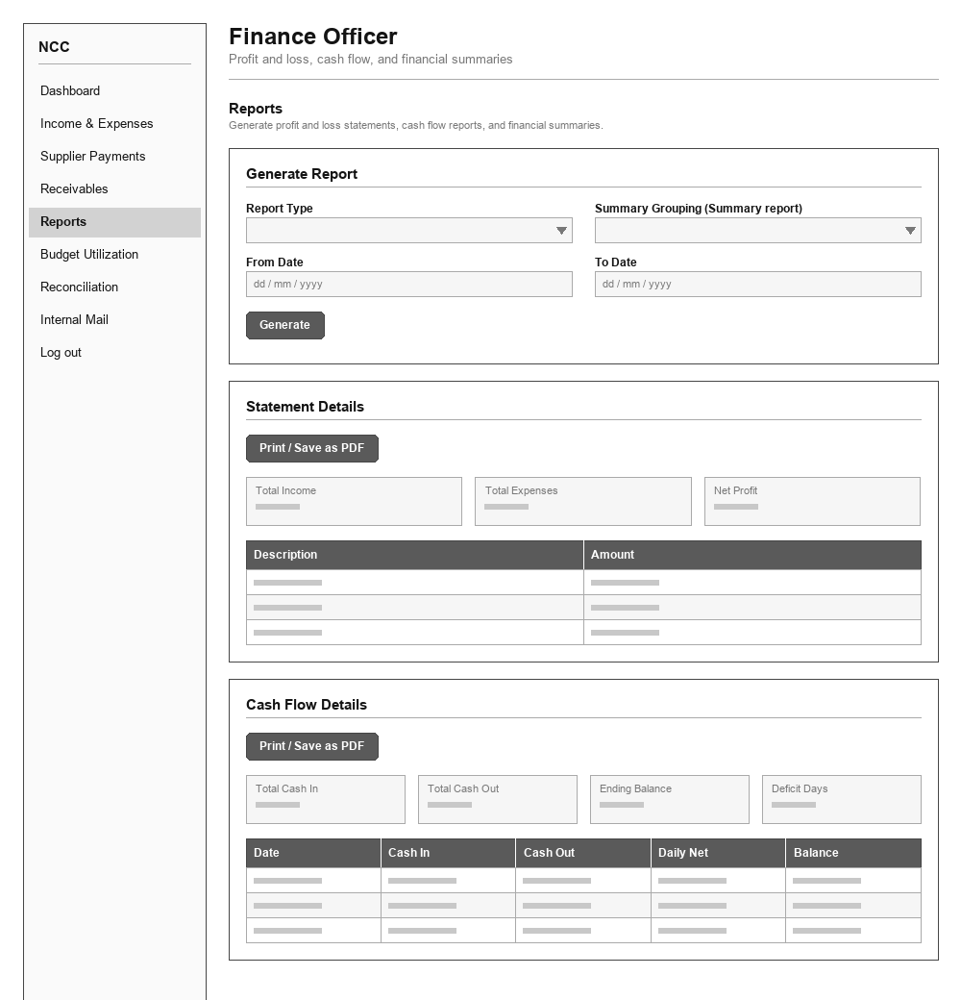 NCC
Dashboard
Income & Expenses
Supplier Payments
Receivables
Reports
Budget Utilization
Reconciliation
Internal Mail
Log out
Finance Officer
Profit and loss, cash flow, and financial summaries
Reports
Generate profit and loss statements, cash flow reports, and financial summaries.
Generate Report
Report Type
Summary Grouping (Summary report)
From Date
To Date
dd / mm / yyyy
dd / mm / yyyy
Generate
Statement Details
Print / Save as PDF
Total Income
Total Expenses
Net Profit
Description
Amount
Cash Flow Details
Print / Save as PDF
Total Cash In
Total Cash Out
Ending Balance
Deficit Days
Date
Cash In
Cash Out
Daily Net
Balance